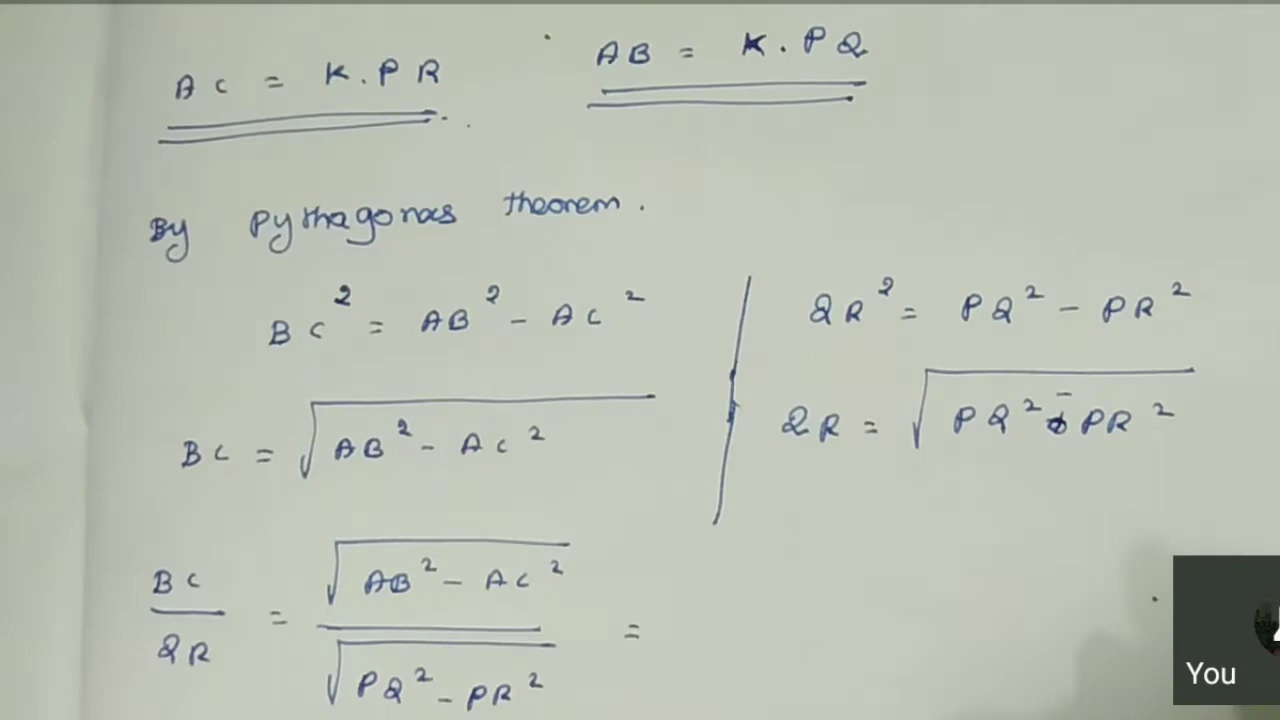 AC = K.PR AB = K.PQ
By Pythagoras theorem.
BC² = AB² - AC² QR² = PQ² - PR²
BC = √AB² - AC² QR = √PQ² - PR²
BC/QR = √AB² - AC²/√PQ² - PR² =
You